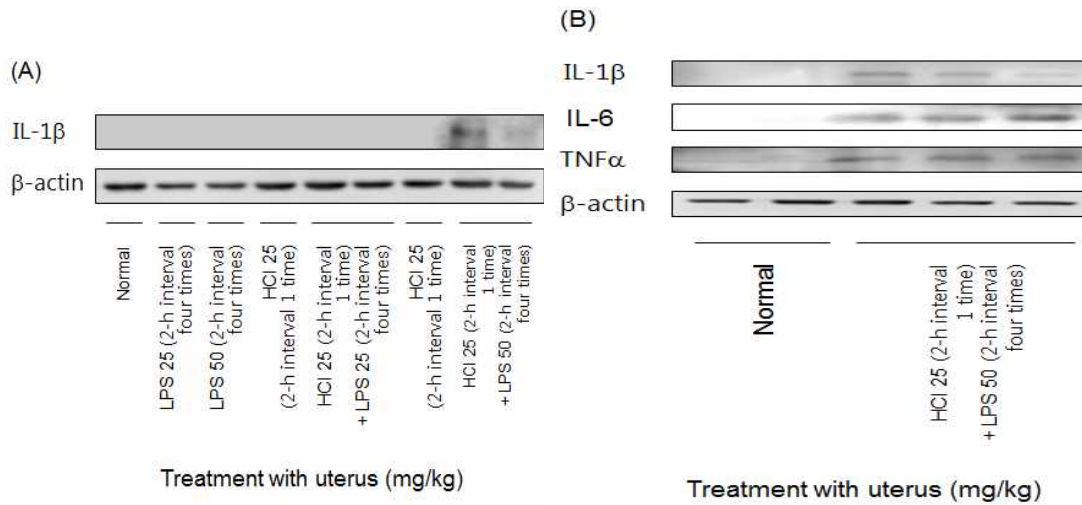 (A)
IL-1β
β-actin
Normal
LPS 25 (2-h interval
four times)
LPS 50 (2-h interval
four times)
HCl 25
(2-h interval 1 time)
HCl 25 (2-h interval
1 time)
+ LPS 25 (2-h interval
four times)
HCl 25
(2-h interval 1 time)
HCl 25 (2-h interval
1 time)
+ LPS 50 (2-h interval
four times)
Treatment with uterus (mg/kg)
(B)
IL-1β
IL-6
TNFα
β-actin
Normal
HCl 25 (2-h interval
1 time)
+ LPS 50 (2-h interval
four times)
Treatment with uterus (mg/kg)